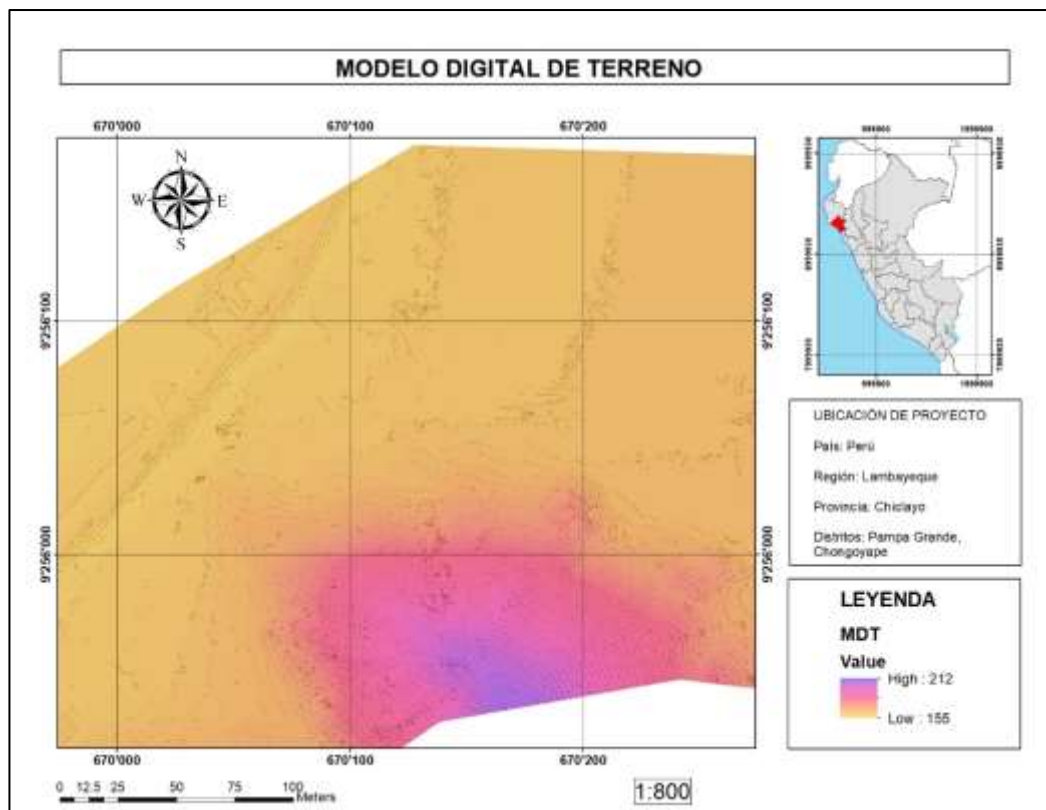 MODELO DIGITAL DE TERRENO
670'000 670'100 670'200
N
W E
S
9'256'100 9'256'100
9'256'000 9'256'000
670'000 670'100 670'200
0 12.5 25 50 75 100
Meters
1:800
UBICACIÓN DE PROYECTO
País: Perú
Región: Lambayeque
Provincia: Chiclayo
Distritos: Pampa Grande,
Chongoyape
LEYENDA
MDT
Value
High : 212
Low : 155